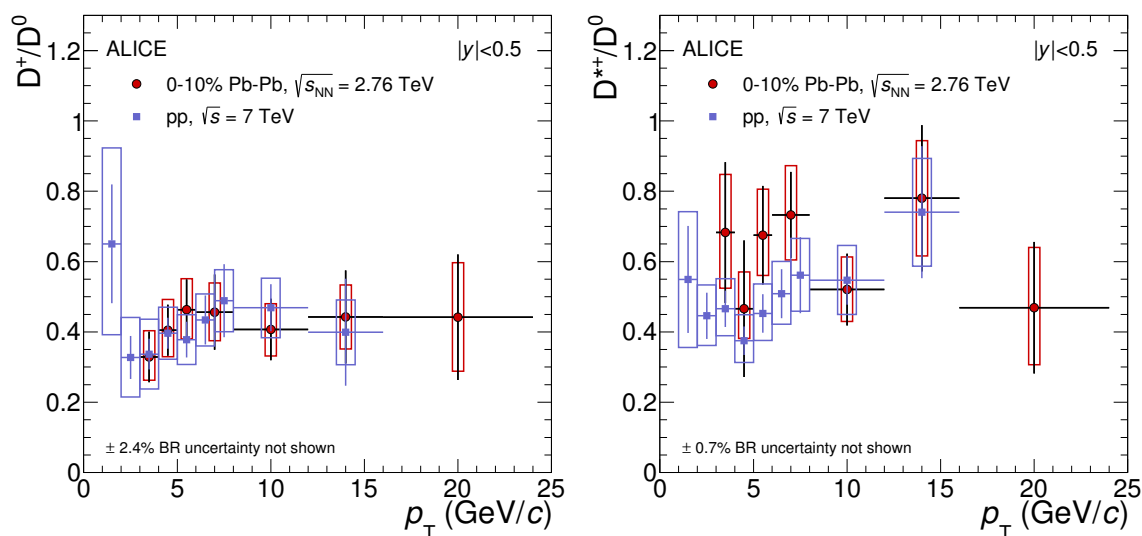 D⁺/D⁰
ALICE
|y|<0.5
0-10% Pb-Pb, √s_NN = 2.76 TeV
pp, √s = 7 TeV
± 2.4% BR uncertainty not shown
0 0.2 0.4 0.6 0.8 1 1.2
0 5 10 15 20 25
p_T (GeV/c)
D*⁺/D⁰
ALICE
|y|<0.5
0-10% Pb-Pb, √s_NN = 2.76 TeV
pp, √s = 7 TeV
± 0.7% BR uncertainty not shown
0 0.2 0.4 0.6 0.8 1 1.2
0 5 10 15 20 25
p_T (GeV/c)